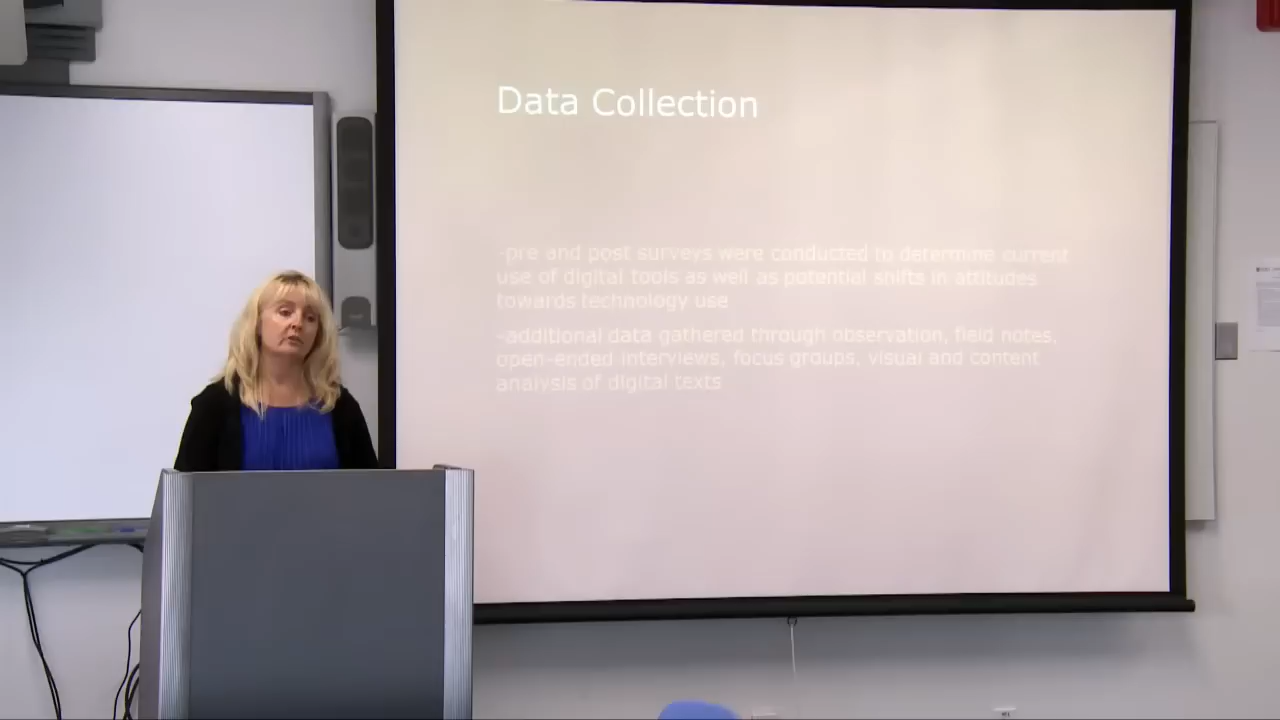 Data Collection
-pre and post surveys were conducted to determine current
use of digital tools as well as potential shifts in attitudes
towards technology use
-additional data gathered through observation, field notes,
open-ended interviews, focus groups, visual and content
analysis of digital texts